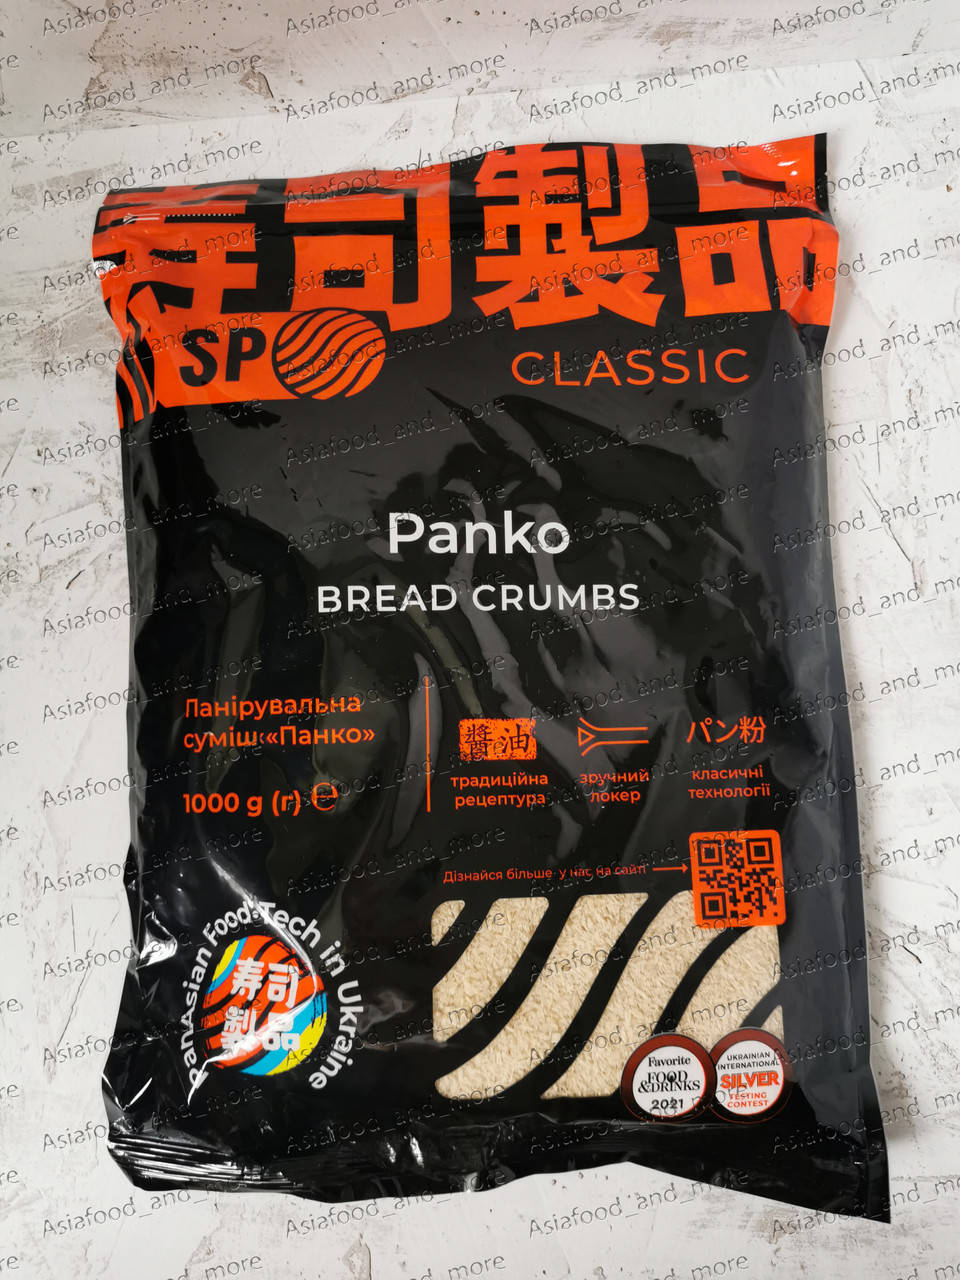 寿司製品
SP
CLASSIC
Panko
BREAD CRUMBS
Панірувальна
суміш «Панко»
1000 g (г) ℮
醬油
традиційна
рецептура
зручний
локер
パン粉
класичні
технології
Дізнайся більше у нас на сайті
PanAsian Food Tech in Ukraine
寿司
製品
Favorite
FOOD
&DRINKS
2021
UKRAINIAN
INTERNATIONAL
SILVER
TESTING
CONTEST
Asiafood_and_more